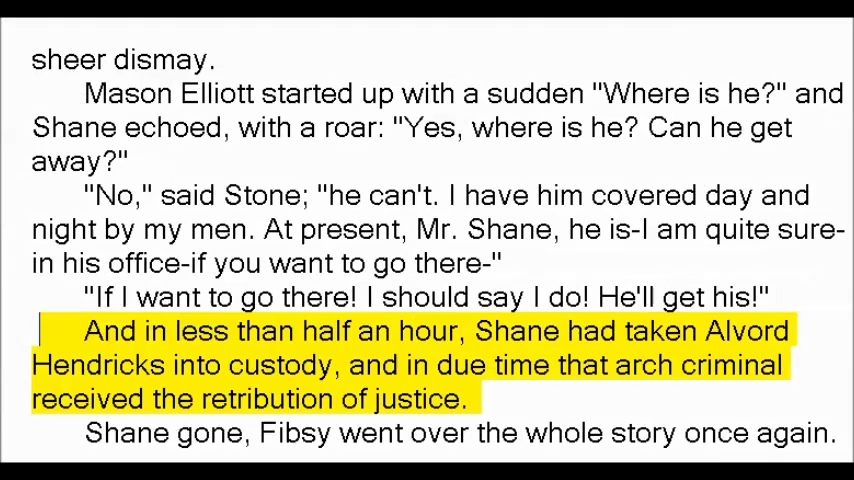 sheer dismay.
Mason Elliott started up with a sudden "Where is he?" and
Shane echoed, with a roar: "Yes, where is he? Can he get
away?"
"No," said Stone; "he can't. I have him covered day and
night by my men. At present, Mr. Shane, he is-I am quite sure-
in his office-if you want to go there-"
"If I want to go there! I should say I do! He'll get his!"
And in less than half an hour, Shane had taken Alvord
Hendricks into custody, and in due time that arch criminal
received the retribution of justice.
Shane gone, Fibsy went over the whole story once again.